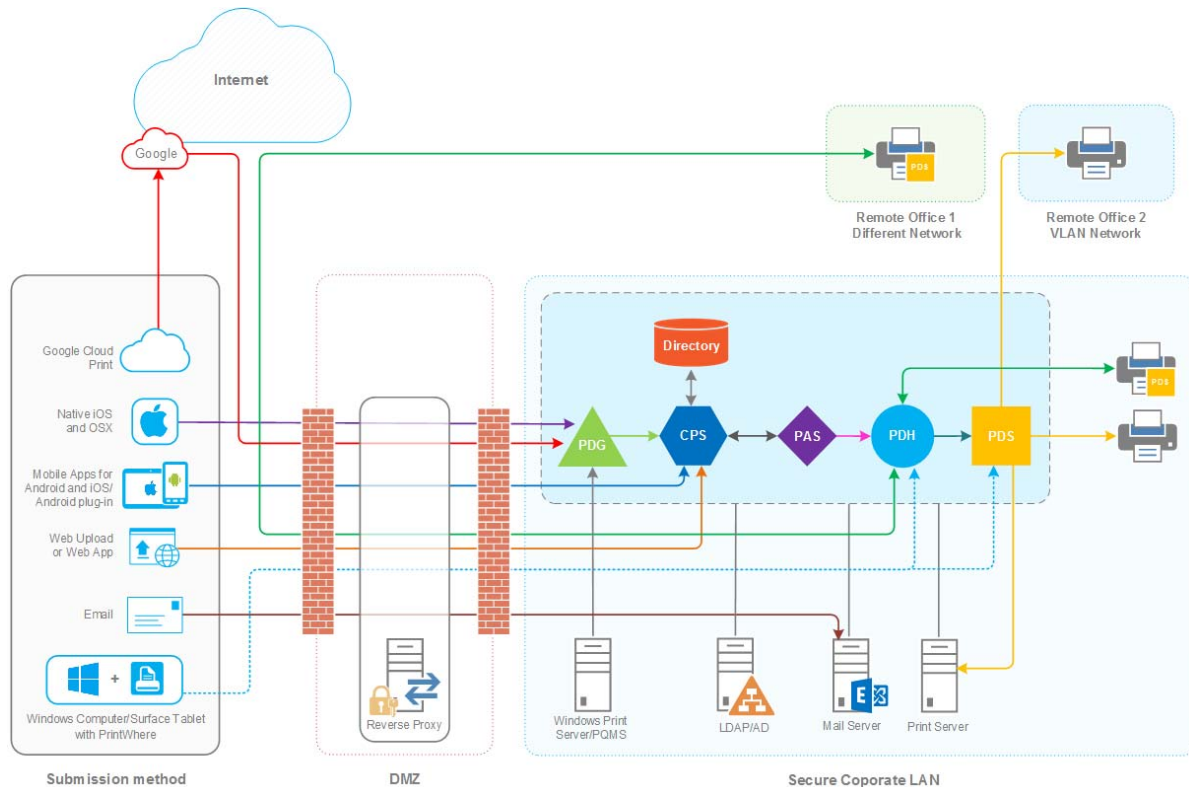 Internet
Google
PDS
Remote Office 1
Different Network
Remote Office 2
VLAN Network
Google Cloud
Print
Native iOS
and OSX
Mobile Apps for
Android and iOS/
Android plug-in
Web Upload
or Web App
Email
+
Windows Computer/Surface Tablet
with PrintWhere
Submission method
Reverse Proxy
DMZ
Directory
PDG
CPS
PAS
PDH
PDS
PDS
Windows Print
Server/PQMS
LDAP/AD
E
Mail Server
Print Server
Secure Coporate LAN